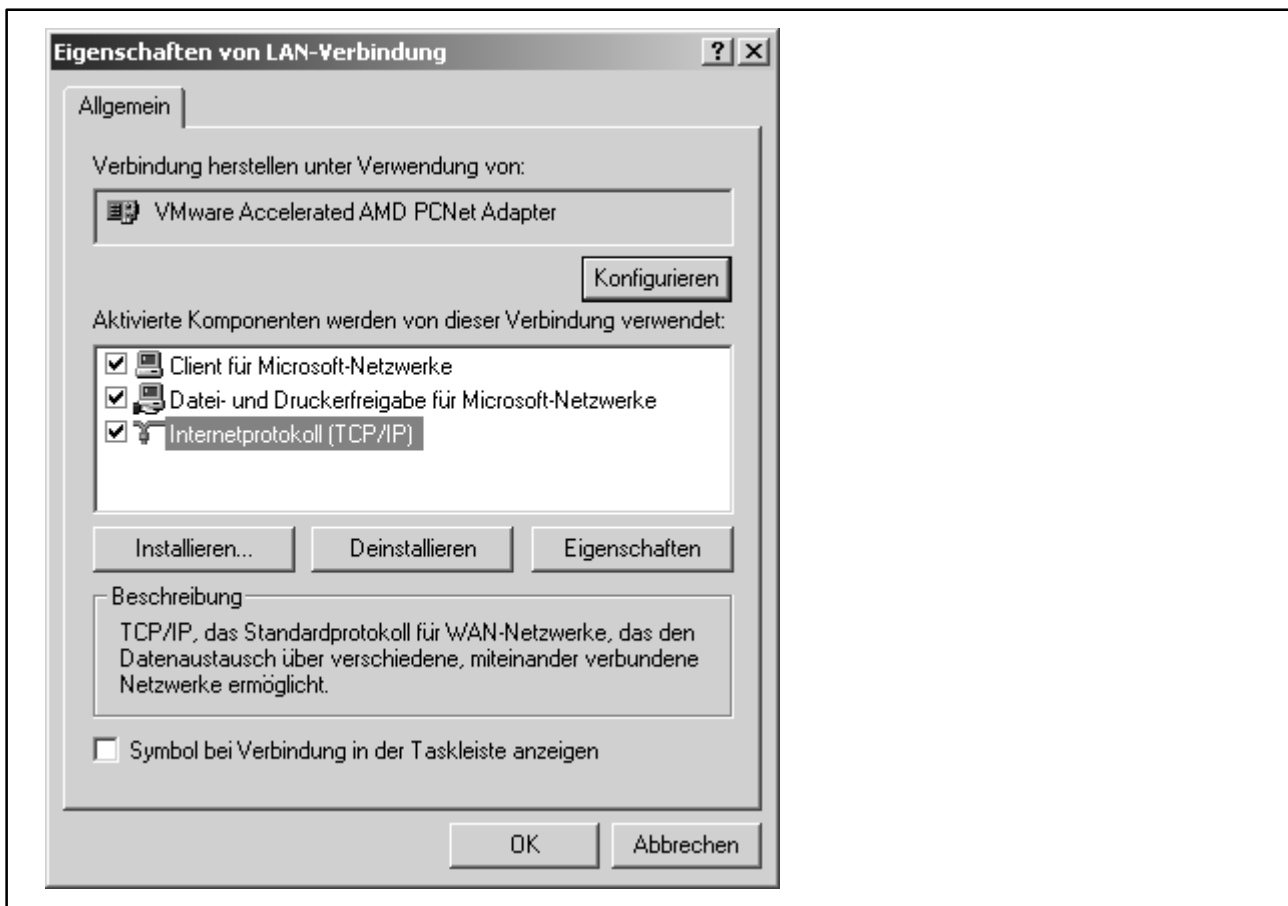 Eigenschaften von LAN-Verbindung
Allgemein
Verbindung herstellen unter Verwendung von:
VMware Accelerated AMD PCNet Adapter
Konfigurieren
Aktivierte Komponenten werden von dieser Verbindung verwendet:
Client für Microsoft-Netzwerke
Datei- und Druckerfreigabe für Microsoft-Netzwerke
Internetprotokoll (TCP/IP)
Installieren... Deinstallieren Eigenschaften
Beschreibung
TCP/IP, das Standardprotokoll für WAN-Netzwerke, das den
Datenaustausch über verschiedene, miteinander verbundene
Netzwerke ermöglicht.
Symbol bei Verbindung in der Taskleiste anzeigen
OK Abbrechen